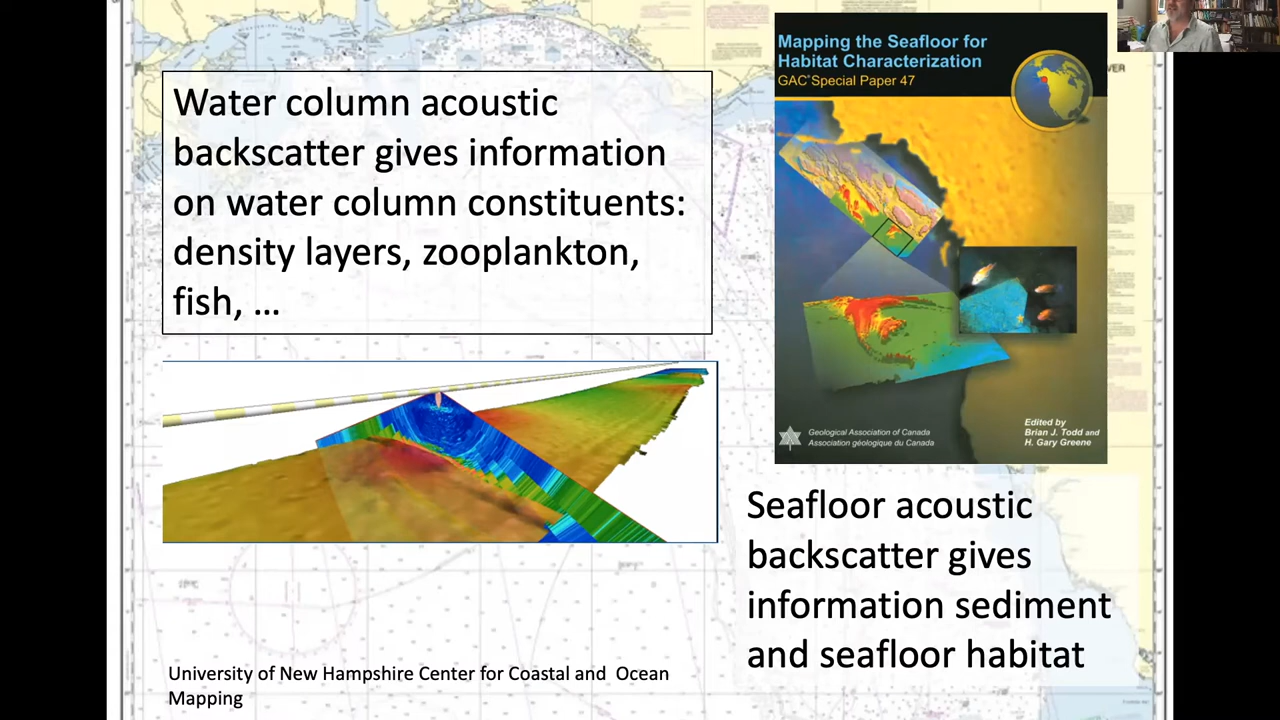 Water column acoustic
backscatter gives information
on water column constituents:
density layers, zooplankton,
fish, ...
University of New Hampshire Center for Coastal and Ocean
Mapping
Mapping the Seafloor for
Habitat Characterization
GAC® Special Paper 47
Geological Association of Canada
Association géologique du Canada
Edited by
Brian J. Todd and
H. Gary Greene
Seafloor acoustic
backscatter gives
information sediment
and seafloor habitat